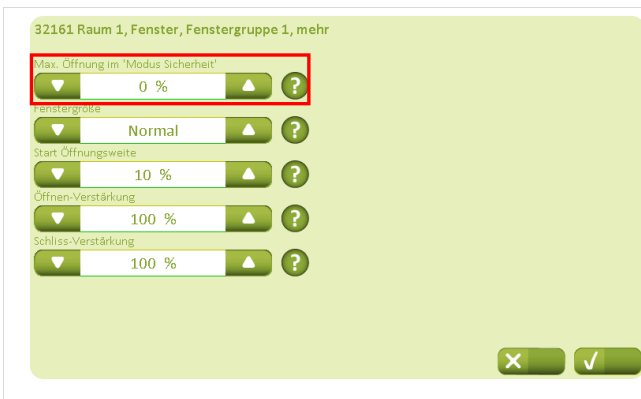 32161 Raum 1, Fenster, Fenstergruppe 1, mehr
Max. Öffnung im 'Modus Sicherheit'
0 %
?
Fenstergröße
Normal
?
Start Öffnungsweite
10 %
?
Öffnen-Verstärkung
100 %
?
Schliss-Verstärkung
100 %
?